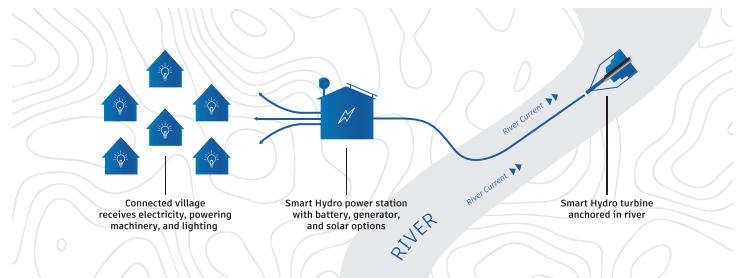 River Current
River Current
RIVER
Connected village
receives electricity, powering
machinery, and lighting
Smart Hydro power station
with battery, generator,
and solar options
Smart Hydro turbine
anchored in river